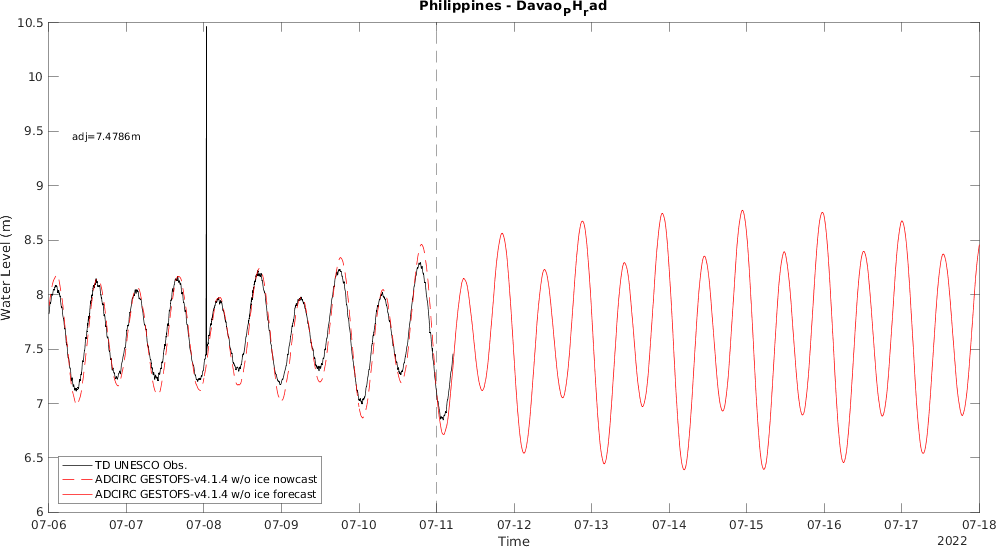 Philippines - DavaopHrad
10.5
10
9.5
9
8.5
8
7.5
7
6.5
6
Water Level (m)
adj=7.4786m
TD UNESCO Obs.
ADCIRC GESTOFS-v4.1.4 w/o ice nowcast
ADCIRC GESTOFS-v4.1.4 w/o ice forecast
07-06 07-07 07-08 07-09 07-10 07-11 07-12 07-13 07-14 07-15 07-16 07-17 07-18
Time
2022